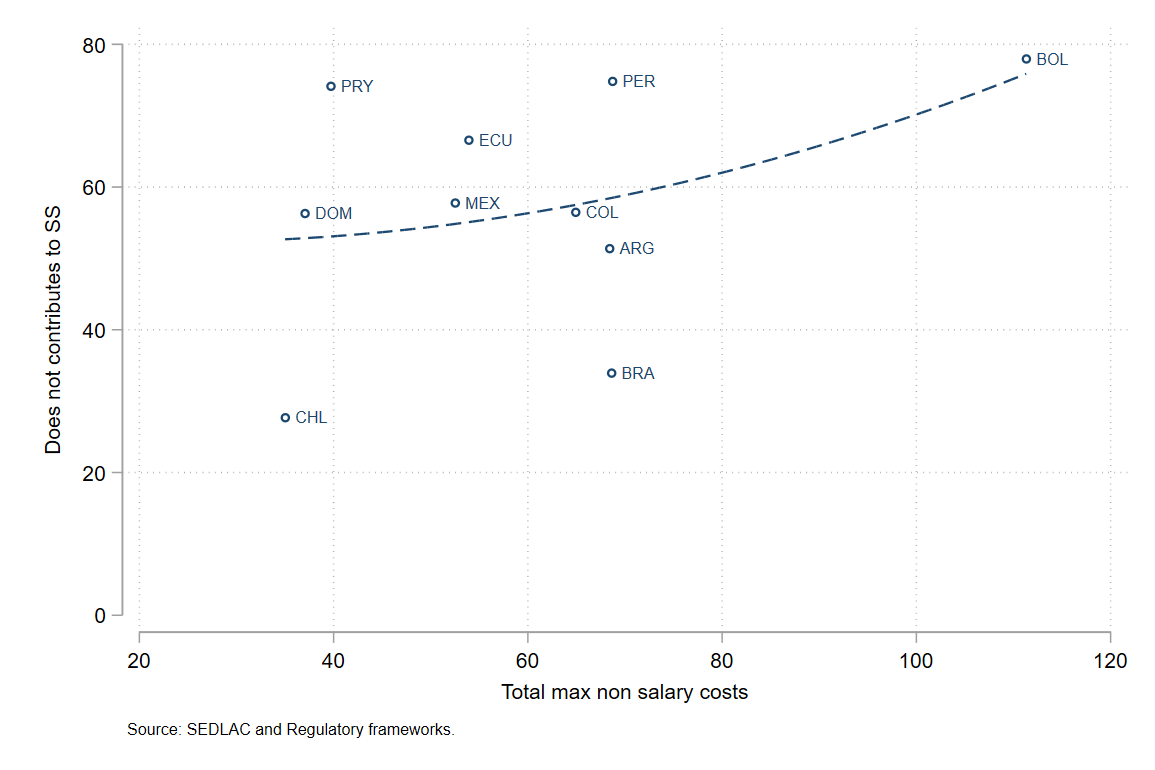 80
60
40
20
0
Does not contributes to SS
PRY
PER
BOL
ECU
MEX
DOM
COL
ARG
BRA
CHL
20 40 60 80 100 120
Total max non salary costs
Source: SEDLAC and Regulatory frameworks.